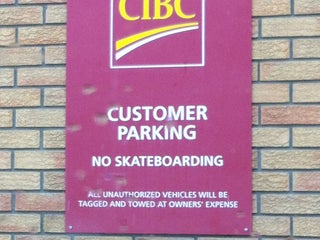 CIBC
CUSTOMER
PARKING
NO SKATEBOARDING
ALL UNAUTHORIZED VEHICLES WILL BE
TAGGED AND TOWED AT OWNERS' EXPENSE